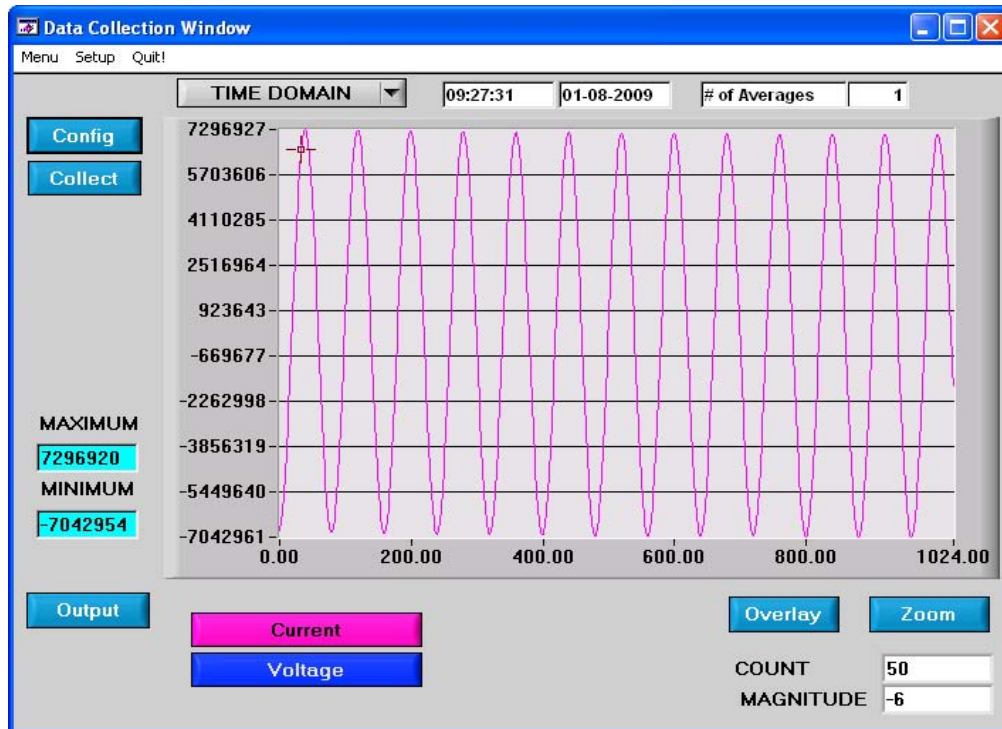 Data Collection Window
Menu Setup Quit!
TIME DOMAIN 09:27:31 01-08-2009 # of Averages 1
Config
Collect
7296927
5703606
4110285
2516964
923643
-669677
-2262998
-3856319
-5449640
-7042961
0.00 200.00 400.00 600.00 800.00 1024.00
MAXIMUM
7296920
MINIMUM
-7042954
Output
Current
Voltage
Overlay Zoom
COUNT 50
MAGNITUDE -6